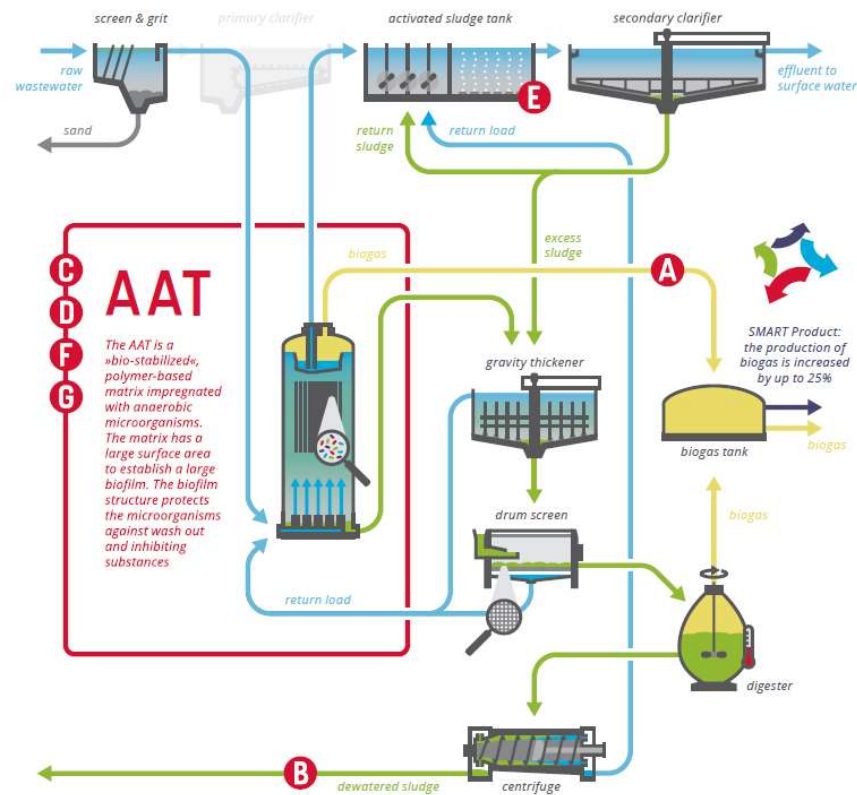 screen & grit
primary clarifier
activated sludge tank
secondary clarifier
raw
wastewater
effluent to
surface water
E
sand
return
sludge
return load
excess
sludge
biogas
A
C
D
F
G
AAT
The AAT is a
»bio-stabilized«,
polymer-based
matrix impregnated
with anaerobic
microorganisms.
The matrix has a
large surface area
to establish a large
biofilm. The biofilm
structure protects
the microorganisms
against wash out
and inhibiting
substances
SMART Product:
the production of
biogas is increased
by up to 25%
gravity thickener
biogas tank
biogas
drum screen
biogas
return load
digester
B
dewatered sludge
centrifuge